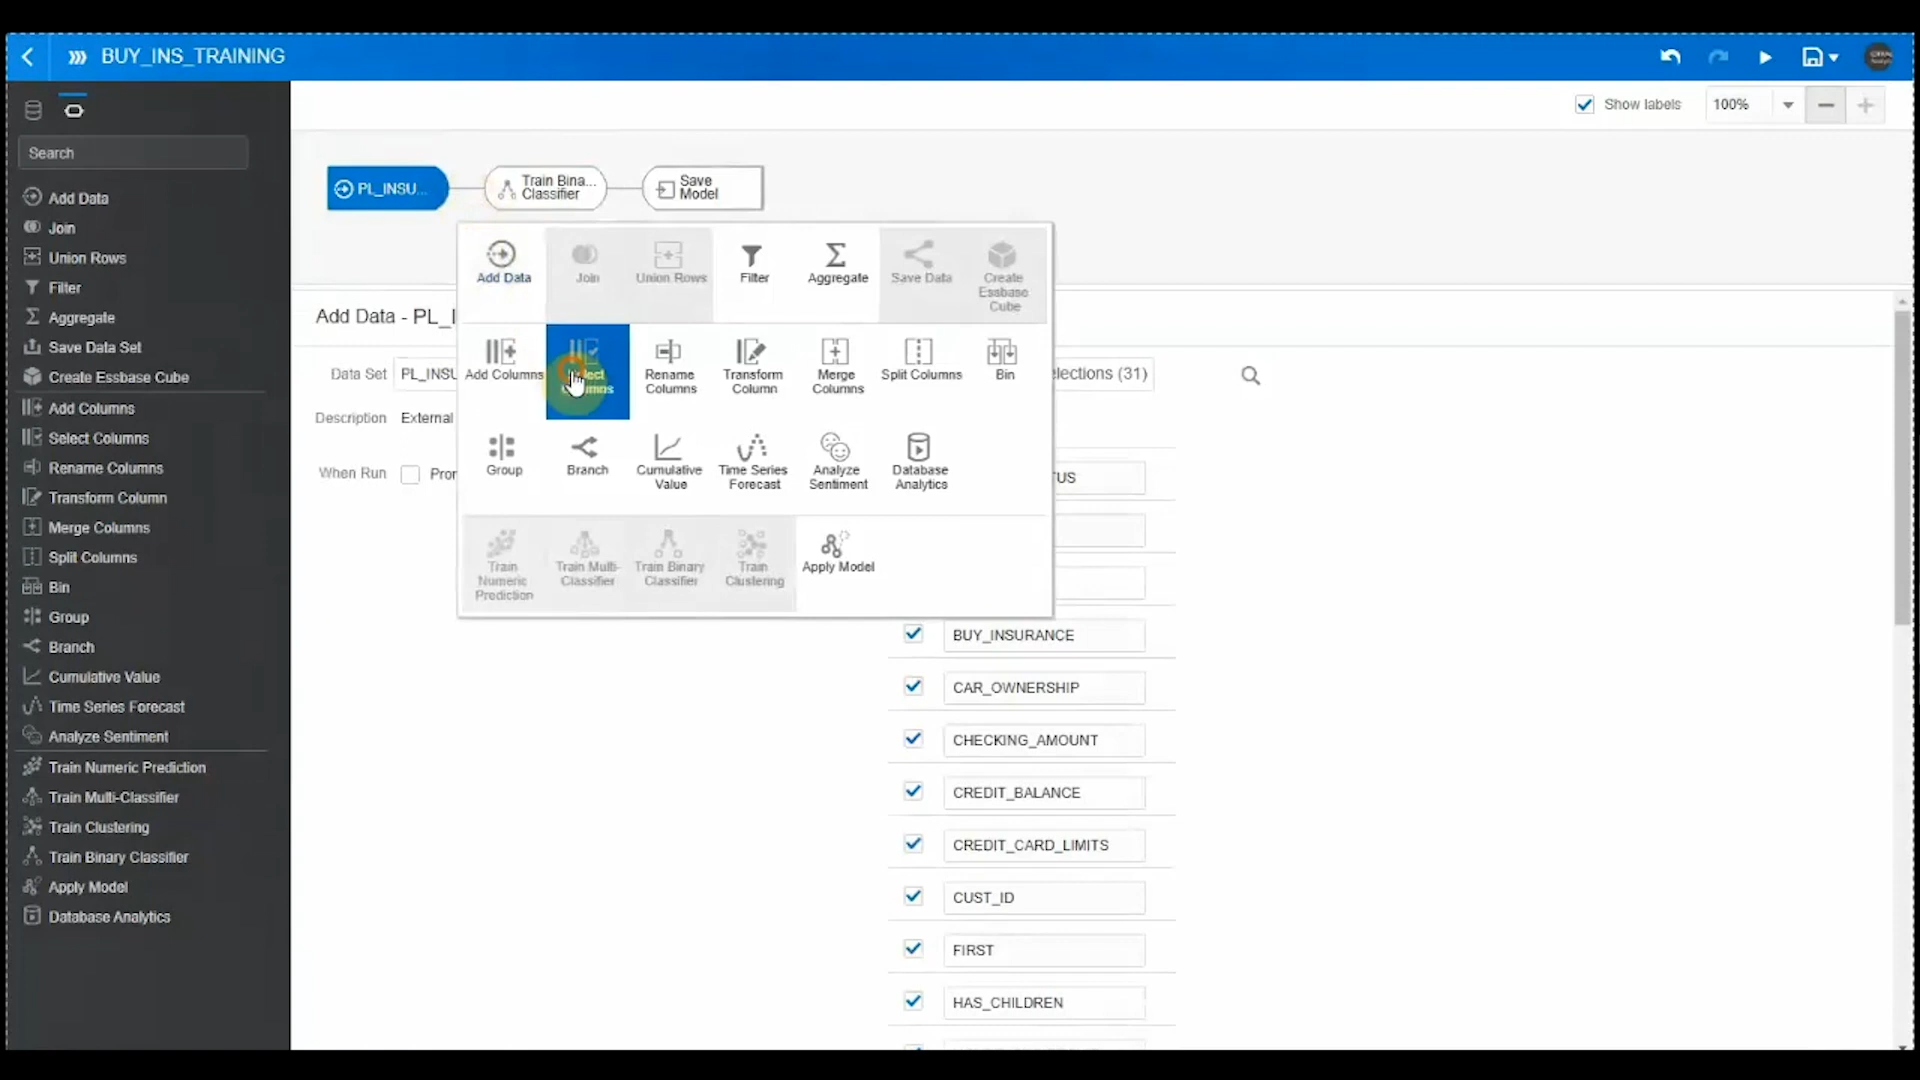 BUY_INS_TRAINING
Show labels
100%
Search
Add Data
Join
Union Rows
Filter
Aggregate
Save Data Set
Create Essbase Cube
Add Columns
Select Columns
Rename Columns
Transform Column
Merge Columns
Split Columns
Bin
Group
Branch
Cumulative Value
Time Series Forecast
Analyze Sentiment
Train Numeric Prediction
Train Multi-Classifier
Train Clustering
Train Binary Classifier
Apply Model
Database Analytics
PL_INSU...
Train Bina...
Classifier
Save
Model
Add Data - PL_I
Data Set
PL_INSU
Description
External
When Run
Pror
Add Data
Join
Union Rows
Filter
Aggregate
Save Data
Create
Essbase
Cube
Add Columns
Rename
Columns
Transform
Column
Merge
Columns
Split Columns
Bin
Group
Branch
Cumulative
Value
Time Series
Forecast
Analyze
Sentiment
Database
Analytics
Train
Numeric
Prediction
Train Multi-
Classifier
Train Binary
Classifier
Train
Clustering
Apply Model
elections (31)
TUS
BUY_INSURANCE
CAR_OWNERSHIP
CHECKING_AMOUNT
CREDIT_BALANCE
CREDIT_CARD_LIMITS
CUST_ID
FIRST
HAS_CHILDREN